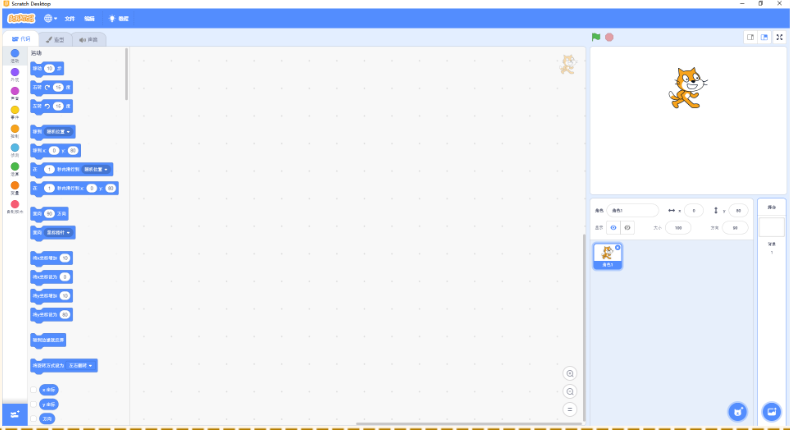 Scratch Desktop
SCRATCH 文件 编辑 教程
代码 造型 声音
运动
移动 10 步
右转 15 度
左转 15 度
移到 随机位置
移到 x: 0 y: 60
在 1 秒内滑行到 随机位置
在 1 秒内滑行到 x: 0 y: 60
面向 90 方向
面向 鼠标指针
将x坐标增加 10
将x坐标设为 0
将y坐标增加 10
将y坐标设为 60
碰到边缘就反弹
将旋转方式设为 左右翻转
x 坐标
y 坐标
方向
运动
外观
声音
事件
控制
侦测
运算
变量
自制积木
角色 角色1 x 0 y 60
显示 大小 100 方向 90
角色1
舞台
背景
1